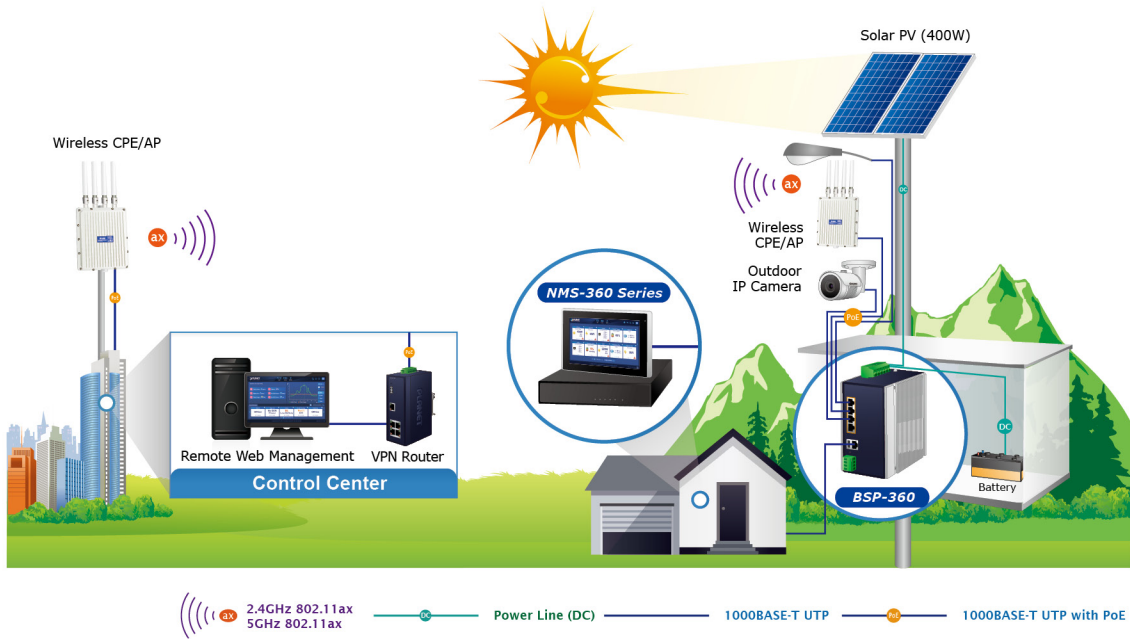 Solar PV (400W)
Wireless CPE/AP
ax
DC
ax
Wireless
CPE/AP
Outdoor
IP Camera
PoE
NMS-360 Series
PoE
PoE
PLANET
Remote Web Management
VPN Router
Control Center
DC
Battery
BSP-360
ax
2.4GHz 802.11ax
5GHz 802.11ax
DC
Power Line (DC)
1000BASE-T UTP
PoE
1000BASE-T UTP with PoE